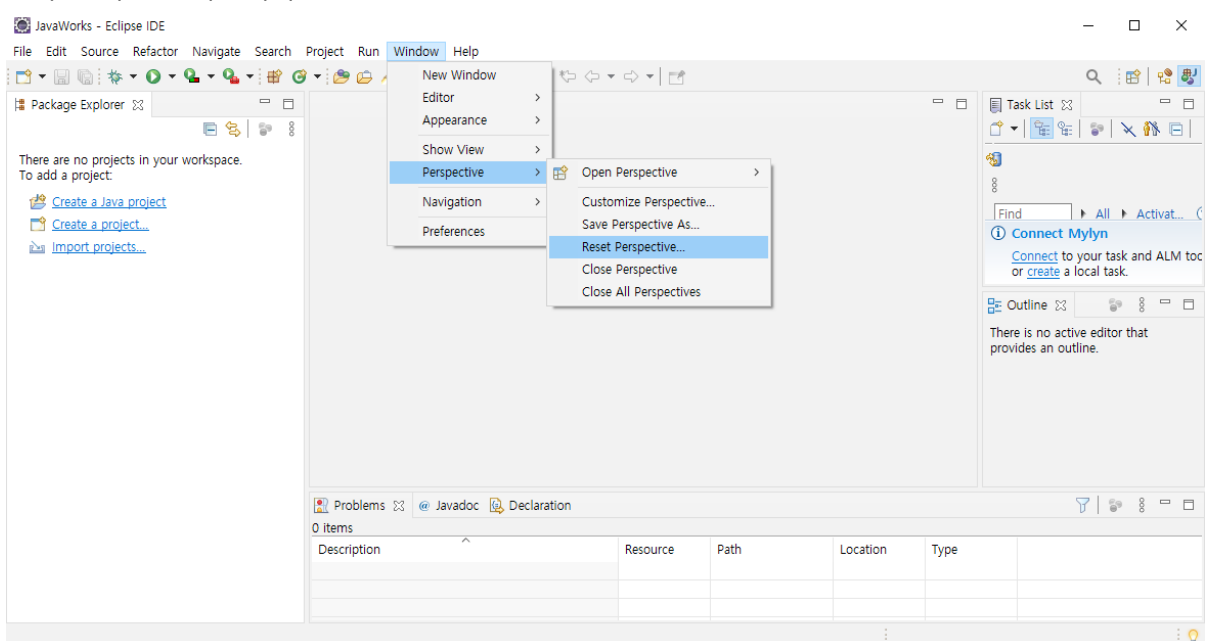 JavaWorks - Eclipse IDE
File Edit Source Refactor Navigate Search Project Run Window Help
Package Explorer
There are no projects in your workspace.
To add a project:
Create a Java project
Create a project...
Import projects...
New Window
Editor
Appearance
Show View
Perspective
Navigation
Preferences
Open Perspective
Customize Perspective...
Save Perspective As...
Reset Perspective...
Close Perspective
Close All Perspectives
Task List
Find All Activat...
Connect Mylyn
Connect to your task and ALM too
or create a local task.
Outline
There is no active editor that
provides an outline.
Problems @ Javadoc Declaration
0 items
Description Resource Path Location Type